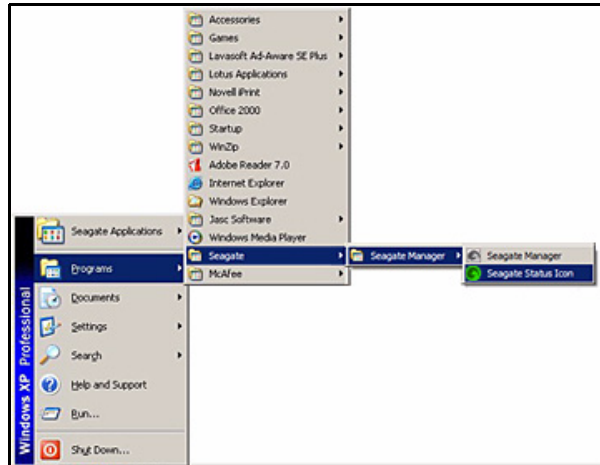 Accessories
Games
Lavasoft Ad-Aware SE Plus
Lotus Applications
Novell iPrint
Office 2000
Startup
WinZip
Adobe Reader 7.0
Internet Explorer
Windows Explorer
Jasc Software
Windows Media Player
Seagate
McAfee
Seagate Manager
Seagate Manager
Seagate Status Icon
Seagate Applications
Programs
Documents
Settings
Search
Help and Support
Run...
Shut Down...
Windows XP Professional